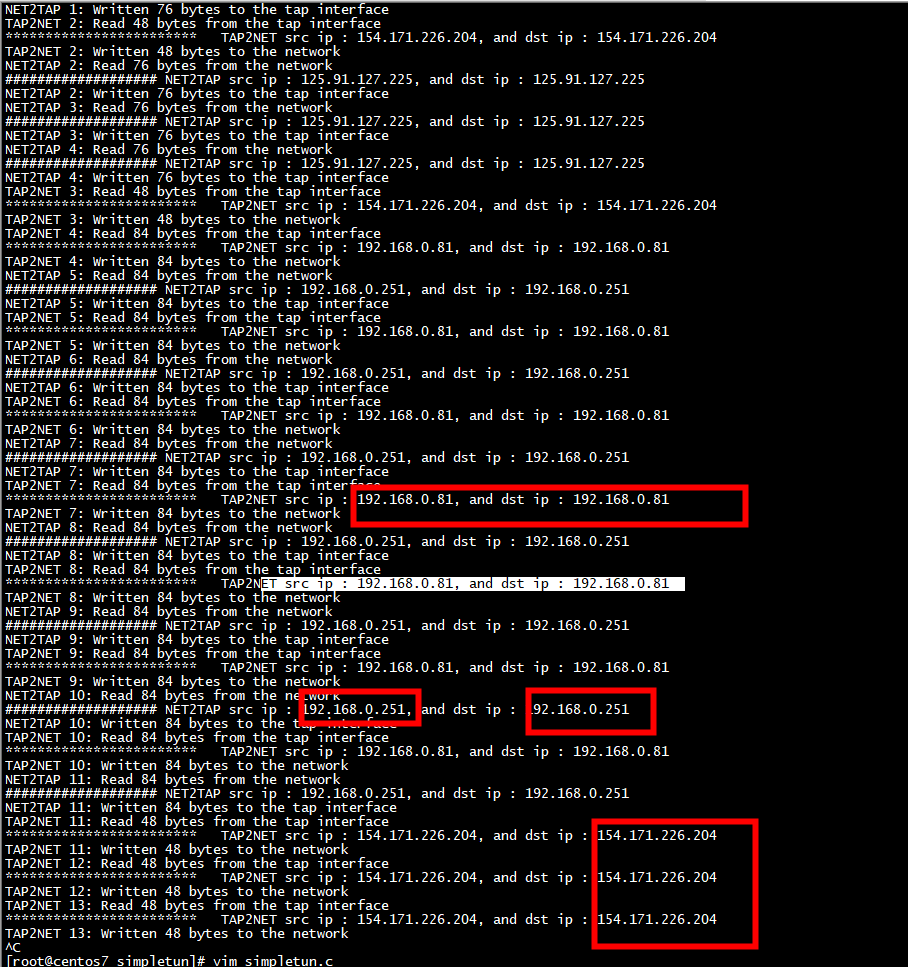 NET2TAP 1: Written 76 bytes to the tap interface
TAP2NET 2: Read 48 bytes from the tap interface
************************   TAP2NET src ip : 154.171.226.204, and dst ip : 154.171.226.204
TAP2NET 2: Written 48 bytes to the network
NET2TAP 2: Read 76 bytes from the network
################### NET2TAP src ip : 125.91.127.225, and dst ip : 125.91.127.225
NET2TAP 2: Written 76 bytes to the tap interface
NET2TAP 3: Read 76 bytes from the network
################### NET2TAP src ip : 125.91.127.225, and dst ip : 125.91.127.225
NET2TAP 3: Written 76 bytes to the tap interface
NET2TAP 4: Read 76 bytes from the network
################### NET2TAP src ip : 125.91.127.225, and dst ip : 125.91.127.225
NET2TAP 4: Written 76 bytes to the tap interface
TAP2NET 3: Read 48 bytes from the tap interface
************************   TAP2NET src ip : 154.171.226.204, and dst ip : 154.171.226.204
TAP2NET 3: Written 48 bytes to the network
TAP2NET 4: Read 84 bytes from the tap interface
************************   TAP2NET src ip : 192.168.0.81, and dst ip : 192.168.0.81
TAP2NET 4: Written 84 bytes to the network
NET2TAP 5: Read 84 bytes from the network
################### NET2TAP src ip : 192.168.0.251, and dst ip : 192.168.0.251
NET2TAP 5: Written 84 bytes to the tap interface
TAP2NET 5: Read 84 bytes from the tap interface
************************   TAP2NET src ip : 192.168.0.81, and dst ip : 192.168.0.81
TAP2NET 5: Written 84 bytes to the network
NET2TAP 6: Read 84 bytes from the network
################### NET2TAP src ip : 192.168.0.251, and dst ip : 192.168.0.251
NET2TAP 6: Written 84 bytes to the tap interface
TAP2NET 6: Read 84 bytes from the tap interface
************************   TAP2NET src ip : 192.168.0.81, and dst ip : 192.168.0.81
TAP2NET 6: Written 84 bytes to the network
NET2TAP 7: Read 84 bytes from the network
################### NET2TAP src ip : 192.168.0.251, and dst ip : 192.168.0.251
NET2TAP 7: Written 84 bytes to the tap interface
TAP2NET 7: Read 84 bytes from the tap interface
************************   TAP2NET src ip : 192.168.0.81, and dst ip : 192.168.0.81
TAP2NET 7: Written 84 bytes to the network
NET2TAP 8: Read 84 bytes from the network
################### NET2TAP src ip : 192.168.0.251, and dst ip : 192.168.0.251
NET2TAP 8: Written 84 bytes to the tap interface
TAP2NET 8: Read 84 bytes from the tap interface
************************   TAP2NET src ip : 192.168.0.81, and dst ip : 192.168.0.81
TAP2NET 8: Written 84 bytes to the network
NET2TAP 9: Read 84 bytes from the network
################### NET2TAP src ip : 192.168.0.251, and dst ip : 192.168.0.251
NET2TAP 9: Written 84 bytes to the tap interface
TAP2NET 9: Read 84 bytes from the tap interface
************************   TAP2NET src ip : 192.168.0.81, and dst ip : 192.168.0.81
TAP2NET 9: Written 84 bytes to the network
NET2TAP 10: Read 84 bytes from the network
################### NET2TAP src ip : 192.168.0.251, and dst ip : 192.168.0.251
NET2TAP 10: Written 84 bytes to the tap interface
TAP2NET 10: Read 84 bytes from the tap interface
************************   TAP2NET src ip : 192.168.0.81, and dst ip : 192.168.0.81
TAP2NET 10: Written 84 bytes to the network
NET2TAP 11: Read 84 bytes from the network
################### NET2TAP src ip : 192.168.0.251, and dst ip : 192.168.0.251
NET2TAP 11: Written 84 bytes to the tap interface
TAP2NET 11: Read 48 bytes from the tap interface
************************   TAP2NET src ip : 154.171.226.204, and dst ip : 154.171.226.204
TAP2NET 11: Written 48 bytes to the network
TAP2NET 12: Read 48 bytes from the tap interface
************************   TAP2NET src ip : 154.171.226.204, and dst ip : 154.171.226.204
TAP2NET 12: Written 48 bytes to the network
TAP2NET 13: Read 48 bytes from the tap interface
************************   TAP2NET src ip : 154.171.226.204, and dst ip : 154.171.226.204
TAP2NET 13: Written 48 bytes to the network
^C
[root@centos7 simpletun]# vim simpletun.c